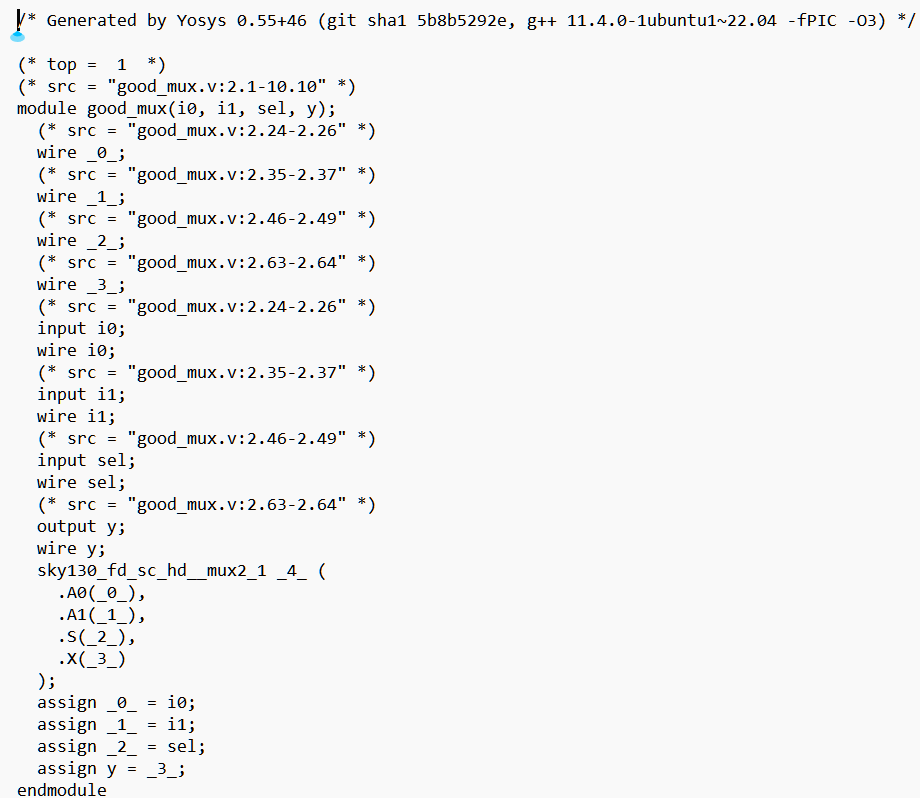 /* Generated by Yosys 0.55+46 (git sha1 5b8b5292e, g++ 11.4.0-1ubuntu1~22.04 -fPIC -O3) */
(* top =  1  *)
(* src = "good_mux.v:2.1-10.10" *)
module good_mux(i0, i1, sel, y);
  (* src = "good_mux.v:2.24-2.26" *)
  wire _0_;
  (* src = "good_mux.v:2.35-2.37" *)
  wire _1_;
  (* src = "good_mux.v:2.46-2.49" *)
  wire _2_;
  (* src = "good_mux.v:2.63-2.64" *)
  wire _3_;
  (* src = "good_mux.v:2.24-2.26" *)
  input i0;
  wire i0;
  (* src = "good_mux.v:2.35-2.37" *)
  input i1;
  wire i1;
  (* src = "good_mux.v:2.46-2.49" *)
  input sel;
  wire sel;
  (* src = "good_mux.v:2.63-2.64" *)
  output y;
  wire y;
  sky130_fd_sc_hd__mux2_1 _4_ (
    .A0(_0_),
    .A1(_1_),
    .S(_2_),
    .X(_3_)
  );
  assign _0_ = i0;
  assign _1_ = i1;
  assign _2_ = sel;
  assign y = _3_;
endmodule